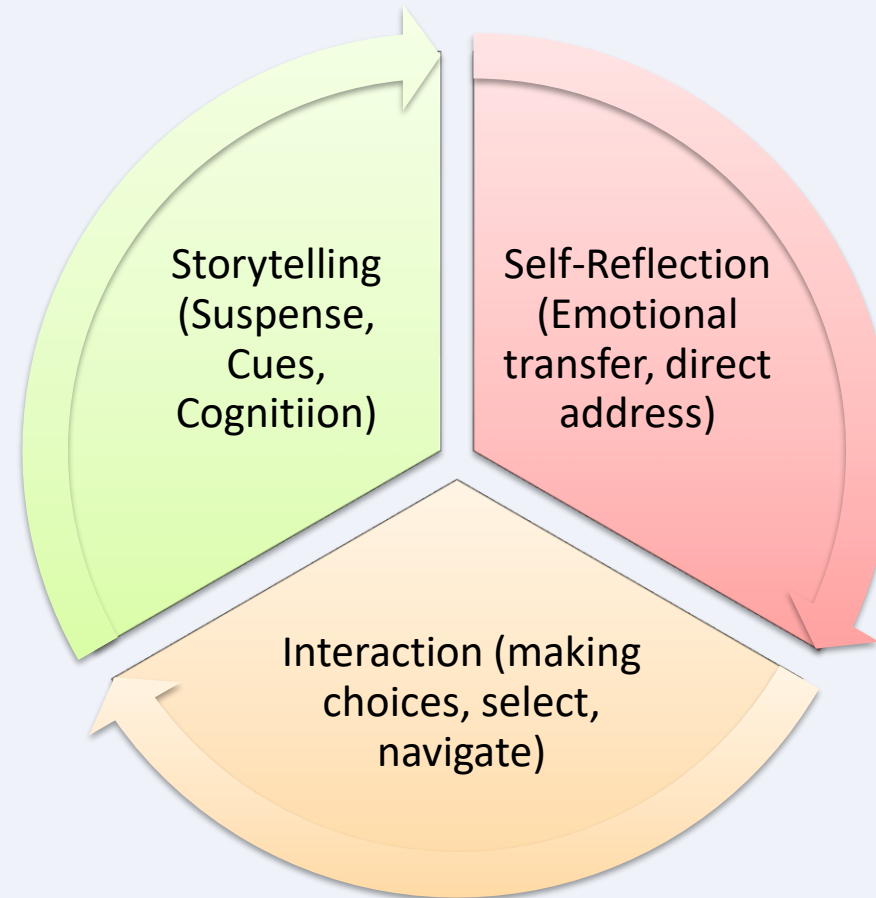 Storytelling
(Suspense,
Cues,
Cognitiion)
Self-Reflection
(Emotional
transfer, direct
address)
Interaction (making
choices, select,
navigate)